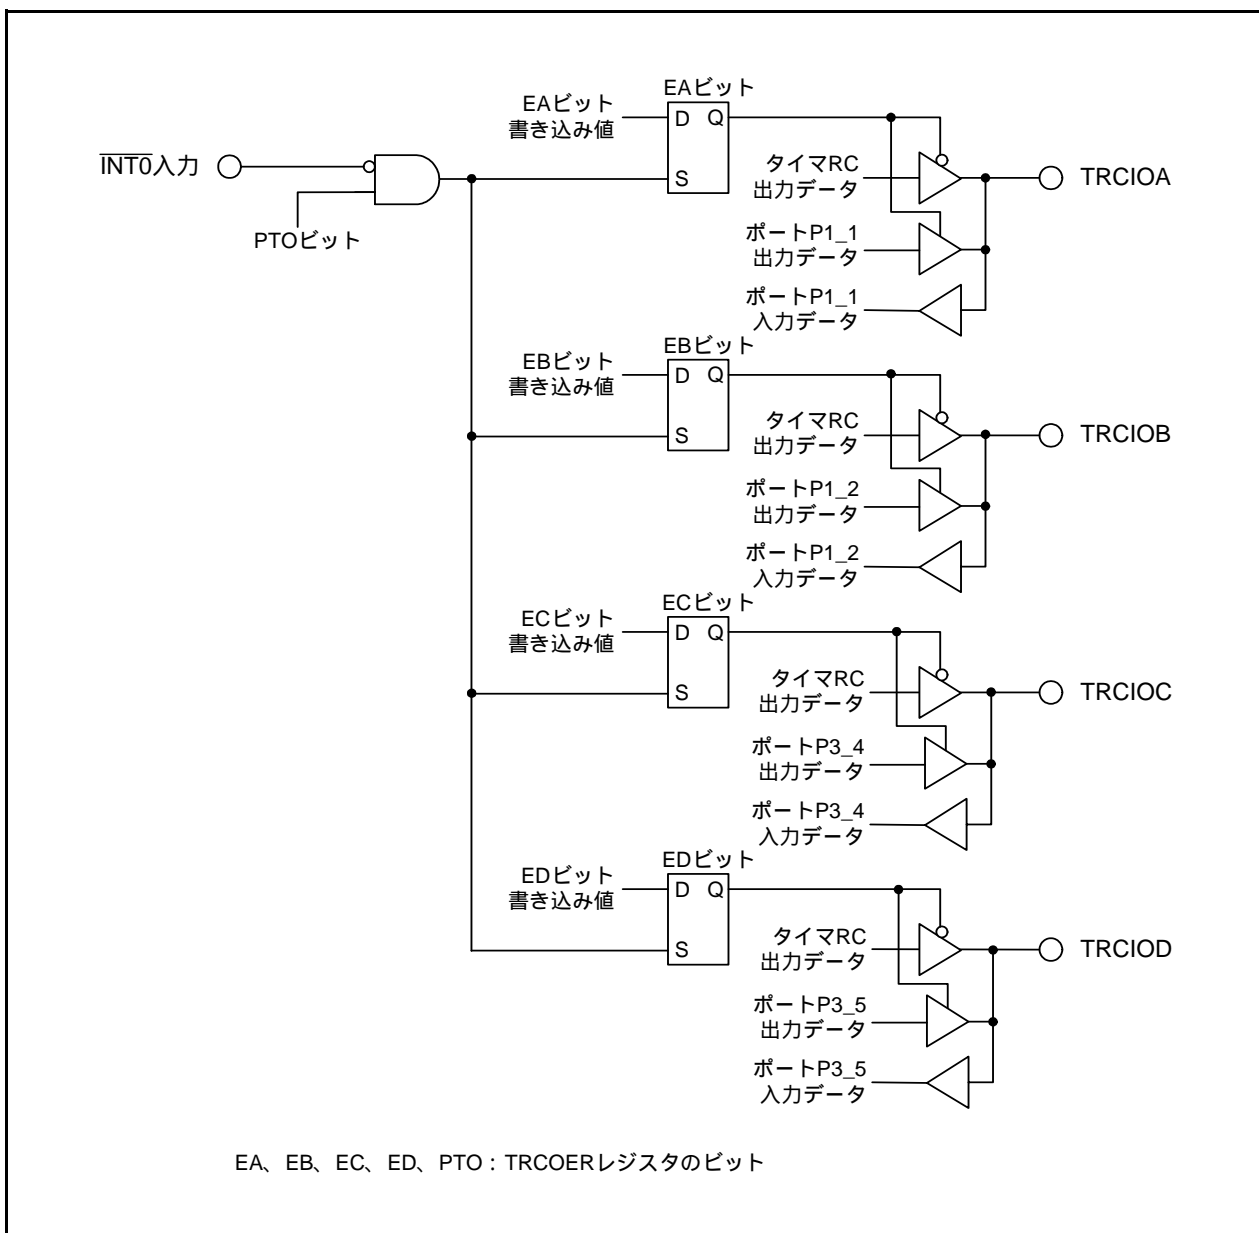 EAビット
EAビット
書き込み値
D Q
S
INT0入力
PTOビット
タイマRC
出力データ
TRCIOA
ポートP1_1
出力データ
ポートP1_1
入力データ
EBビット
EBビット
書き込み値
D Q
S
タイマRC
出力データ
TRCIOB
ポートP1_2
出力データ
ポートP1_2
入力データ
ECビット
ECビット
書き込み値
D Q
S
タイマRC
出力データ
TRCIOC
ポートP3_4
出力データ
ポートP3_4
入力データ
EDビット
EDビット
書き込み値
D Q
S
タイマRC
出力データ
TRCIOD
ポートP3_5
出力データ
ポートP3_5
入力データ
EA、EB、EC、ED、PTO：TRCOERレジスタのビット